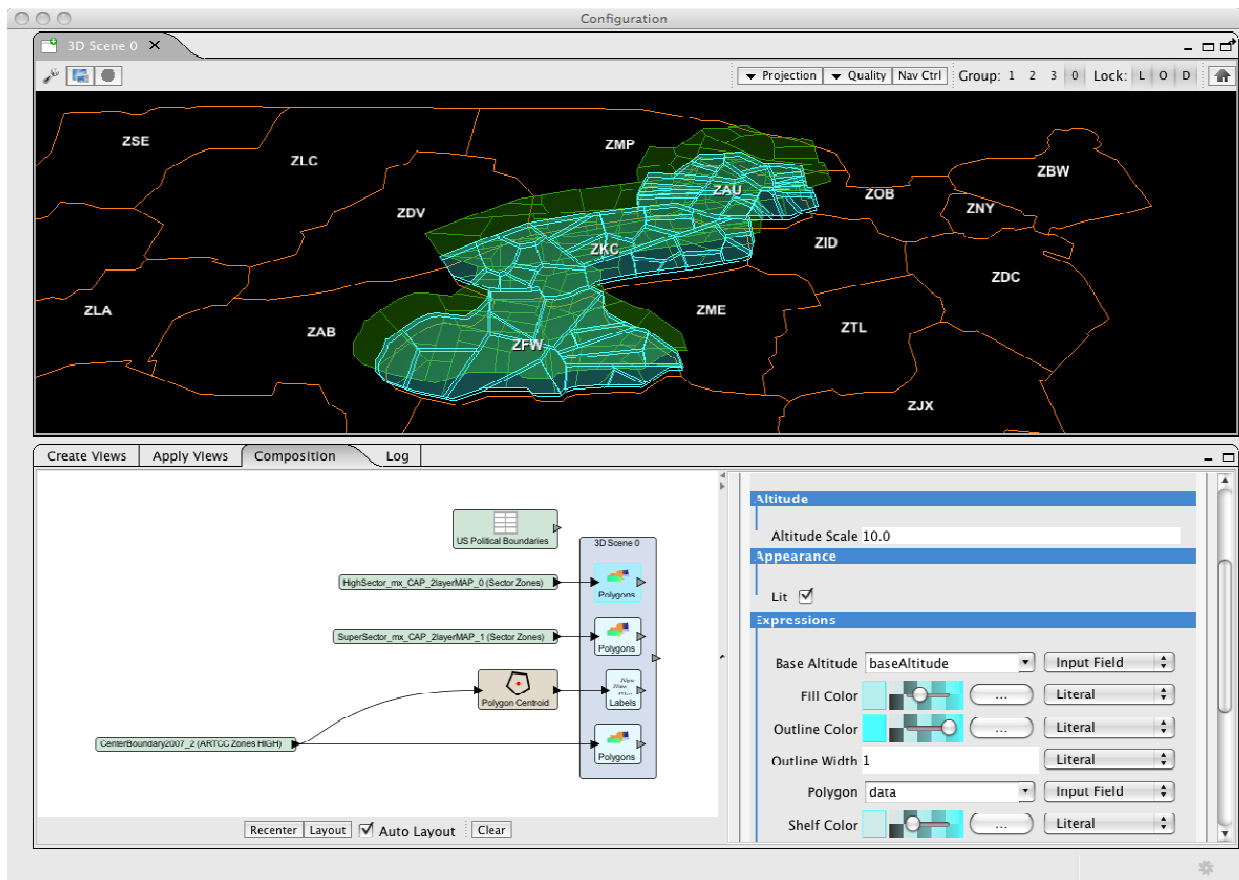 Configuration
3D Scene 0
Projection Quality Nav Ctrl Group: 1 2 3 0 Lock: L O D
ZSE
ZLC
ZMP
ZBW
ZAU
ZOB
ZNY
ZDV
ZKC
ZID
ZDC
ZLA
ZAB
ZME
ZTL
ZFW
ZJX
Create Views Apply Views Composition Log
US Political Boundaries
3D Scene 0
HighSector_mx_CAP_2layerMAP_0 (Sector Zones)
Polygons
SuperSector_mx_CAP_2layerMAP_1 (Sector Zones)
Polygons
Polygon Centroid
Labels
CenterBoundary2007_2 (ARTCC Zones HIGH)
Polygons
Recenter Layout Auto Layout Clear
Altitude
Altitude Scale 10.0
Appearance
Lit
Expressions
Base Altitude baseAltitude Input Field
Fill Color ... Literal
Outline Color ... Literal
Outline Width 1 Literal
Polygon data Input Field
Shelf Color ... Literal